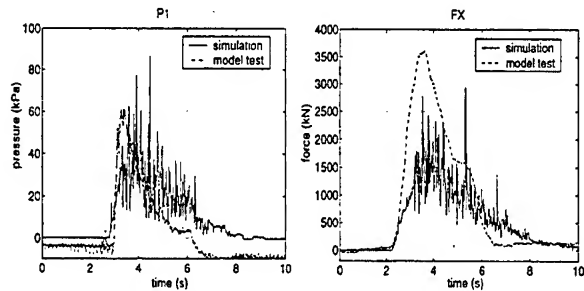 P1
simulation
model test
100
80
60
40
20
0
pressure (kPa)
0 2 4 6 8 10
time (s)
FX
simulation
model test
4000
3500
3000
2500
2000
1500
1000
500
0
force (kN)
0 2 4 6 8 10
time (s)